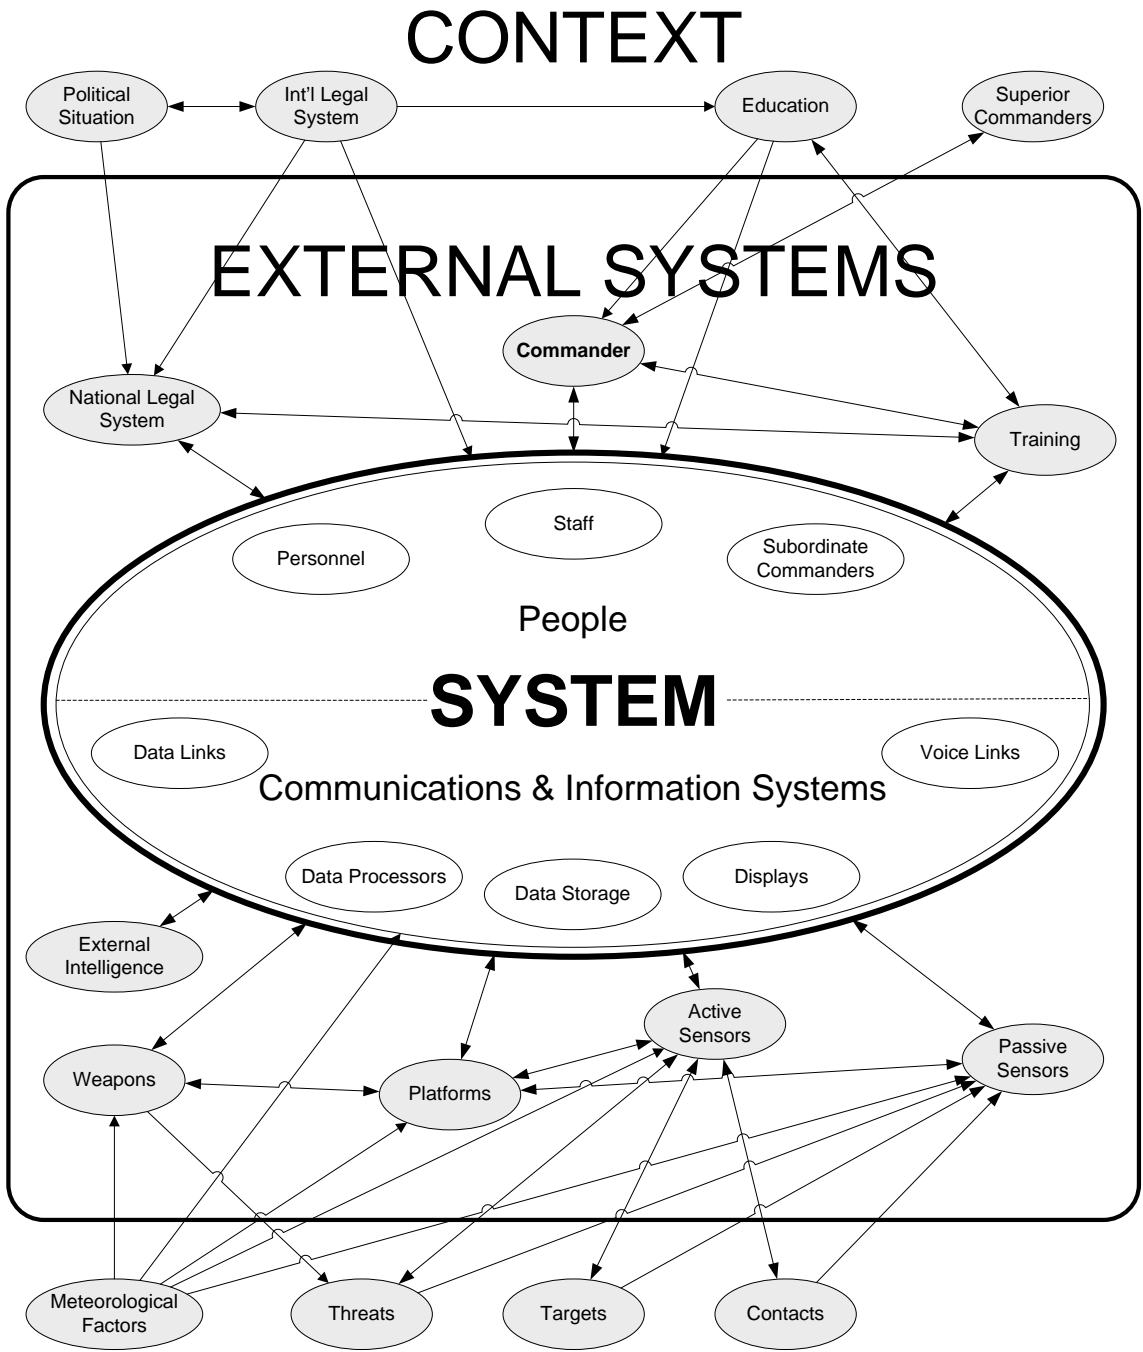 CONTEXT
Political
Situation
Int'l Legal
System
Education
Superior
Commanders
EXTERNAL SYSTEMS
Commander
National Legal
System
Training
Staff
Personnel
Subordinate
Commanders
People
SYSTEM
Data Links
Voice Links
Communications & Information Systems
Data Processors
Data Storage
Displays
External
Intelligence
Active
Sensors
Passive
Sensors
Weapons
Platforms
Meteorological
Factors
Threats
Targets
Contacts